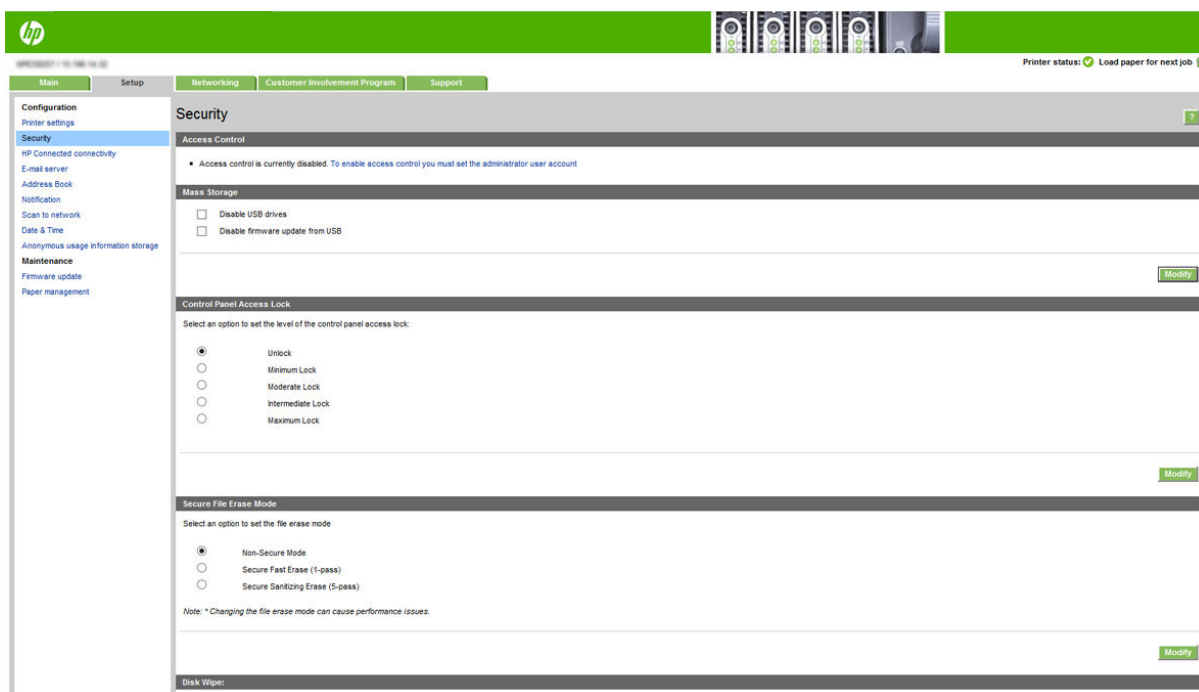 hp
Printer status: Load paper for next job
Main Setup Networking Customer Involvement Program Support
Configuration
Printer settings
Security
HP Connected connectivity
E-mail server
Address Book
Notification
Scan to network
Date & Time
Anonymous usage information storage
Maintenance
Firmware update
Paper management
Security
?
Access Control
• Access control is currently disabled. To enable access control you must set the administrator user account
Mass Storage
Disable USB drives
Disable firmware update from USB
Modify
Control Panel Access Lock
Select an option to set the level of the control panel access lock:
Unlock
Minimum Lock
Moderate Lock
Intermediate Lock
Maximum Lock
Modify
Secure File Erase Mode
Select an option to set the file erase mode
Non-Secure Mode
Secure Fast Erase (1-pass)
Secure Sanitizing Erase (5-pass)
Note: * Changing the file erase mode can cause performance issues.
Modify
Disk Wipe: